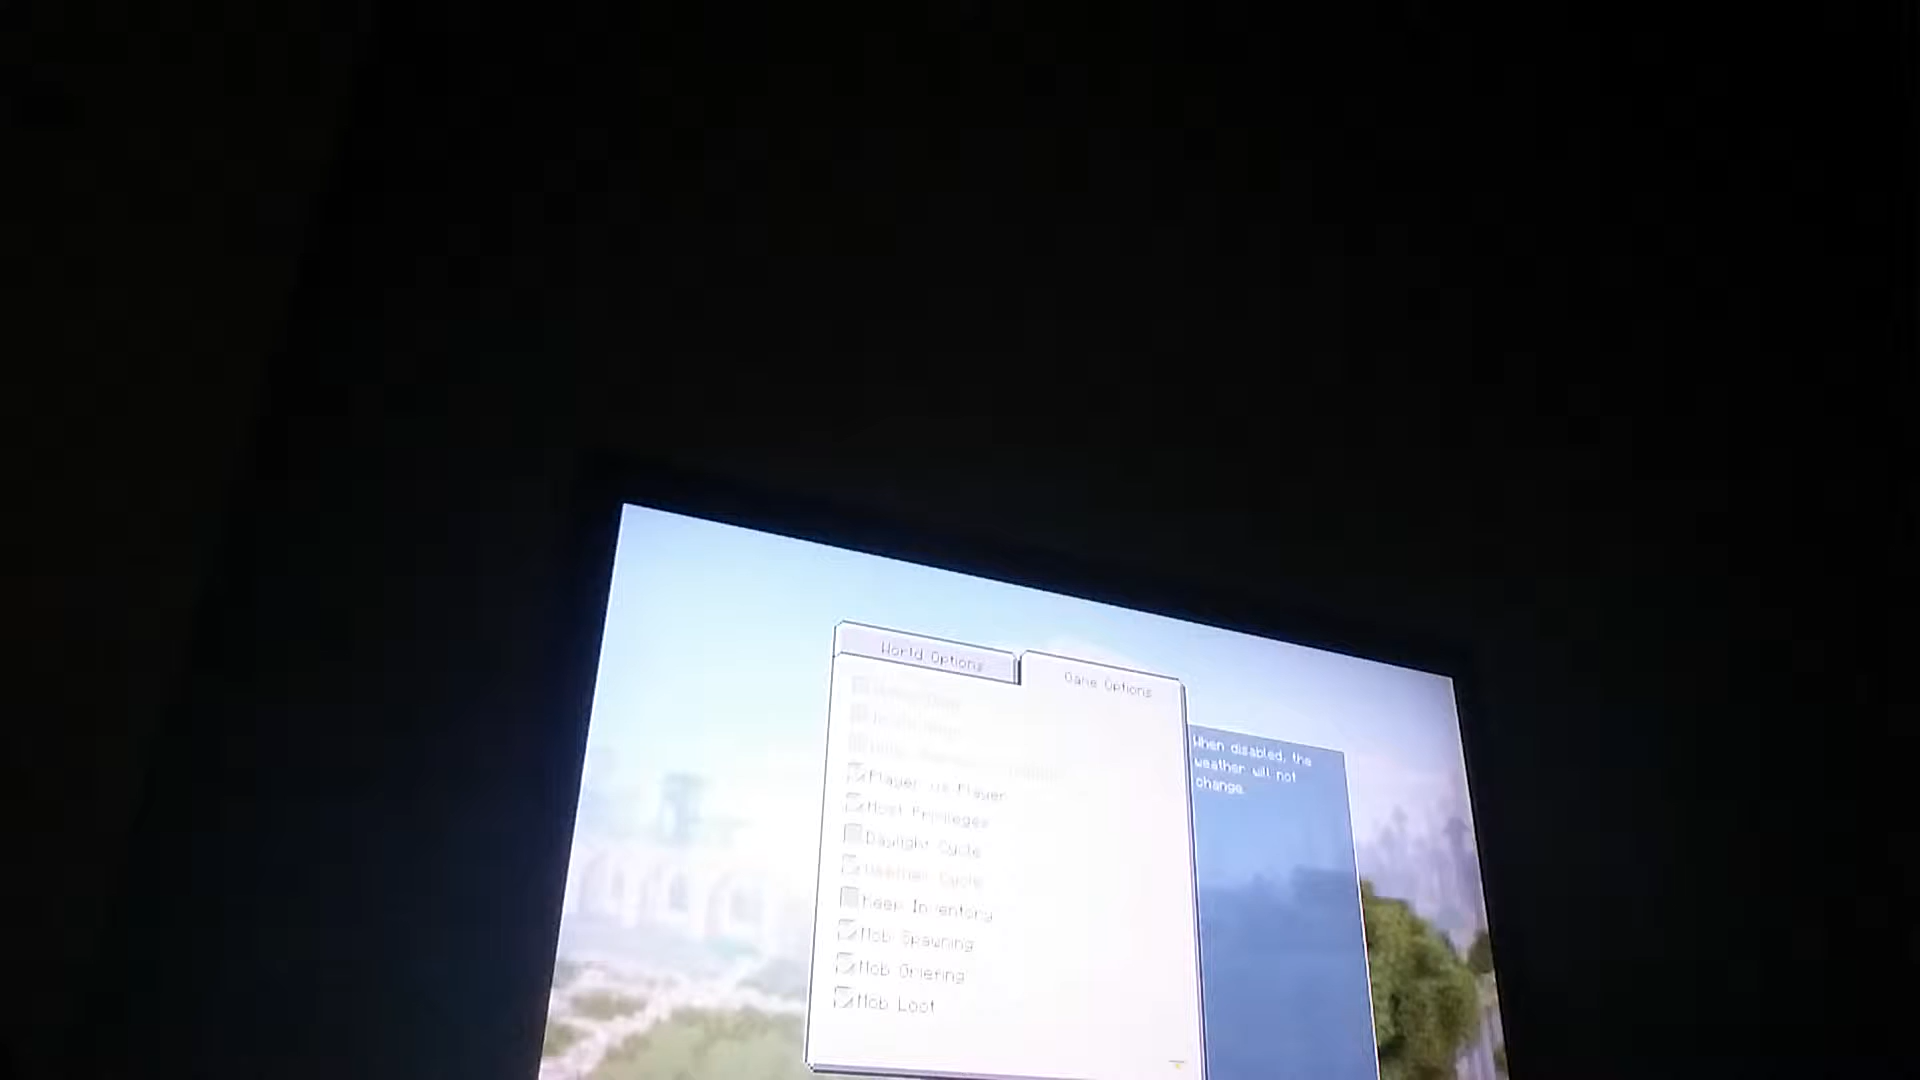 World Options
Game Options
Player vs Player
Host Privileges
Daylight Cycle
Weather Cycle
Keep Inventory
Mob Spawning
Mob Griefing
Mob Loot
When disabled, the
weather will not
change.